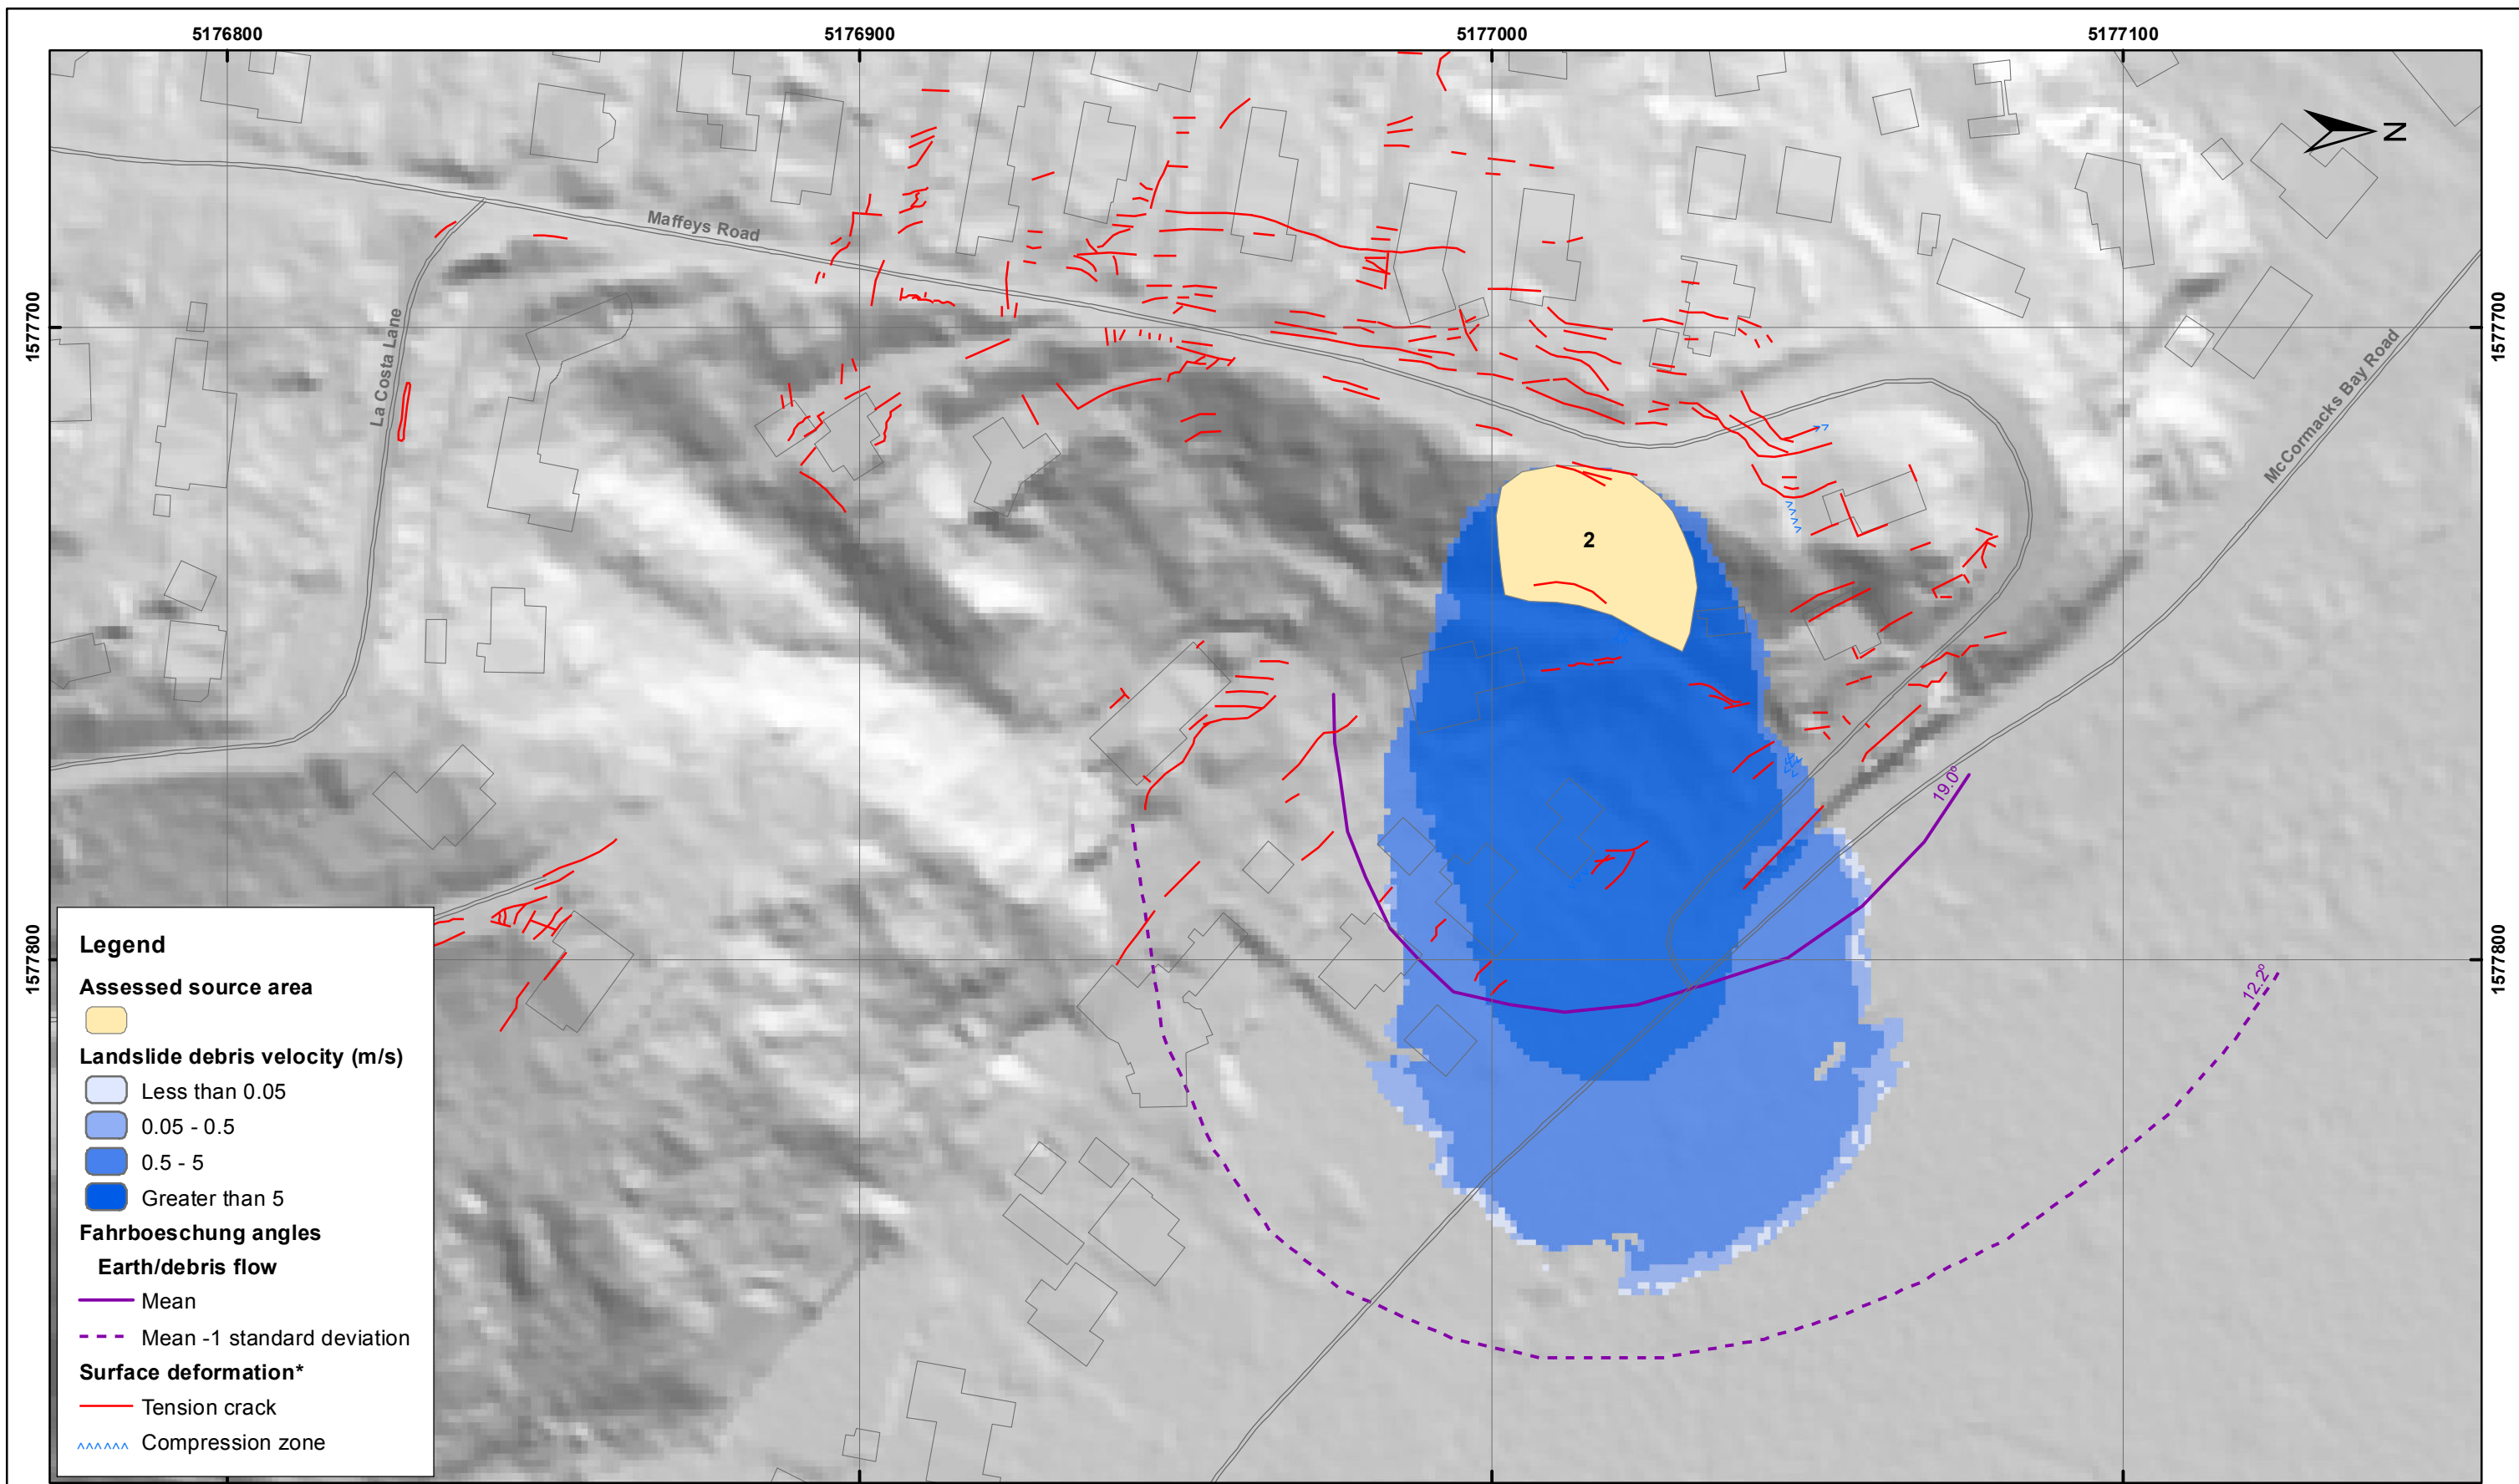 5176800
5176900
5177000
5177100
N
Maffeys Road
La Costa Lane
McCormacks Bay Road
1577700
1577700
2
19.0°
12.2°
1577800
1577800
Legend
Assessed source area
Landslide debris velocity (m/s)
Less than 0.05
0.05 - 0.5
0.5 - 5
Greater than 5
Fahrboeschung angles
Earth/debris flow
Mean
Mean -1 standard deviation
Surface deformation*
Tension crack
Compression zone